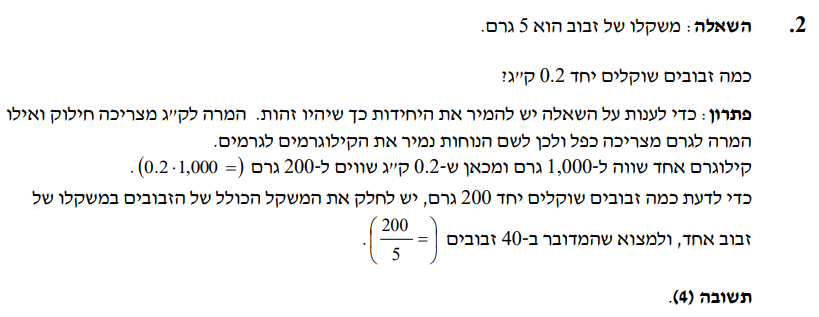 2. השאלה: משקלו של זבוב הוא 5 גרם.
כמה זבובים שוקלים יחד 0.2 ק״ג?
פתרון: כדי לענות על השאלה יש להמיר את היחידות כך שיהיו זהות. המרה לק״ג מצריכה חילוק ואילו
המרה לגרם מצריכה כפל ולכן לשם הנוחות נמיר את הקילוגרמים לגרמים.
קילוגרם אחד שווה ל-1,000 גרם ומכאן ש-0.2 ק״ג שווים ל-200 גרם (= 0.2·1,000).
כדי לדעת כמה זבובים שוקלים יחד 200 גרם, יש לחלק את המשקל הכולל של הזבובים במשקלו של
זבוב אחד, ולמצוא שהמדובר ב-40 זבובים (= 200/5).
תשובה (4).